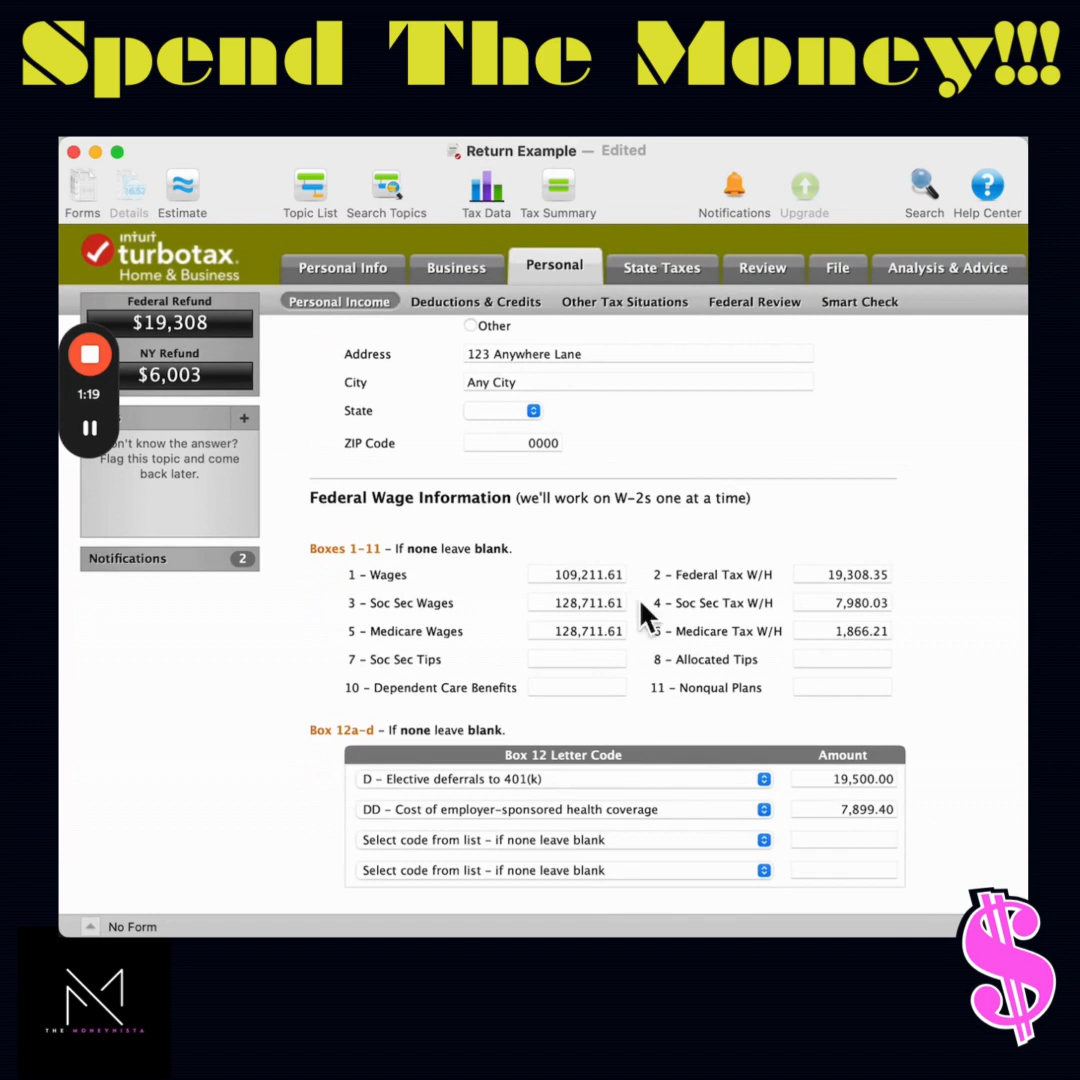 Spend The Money!!!
Return Example — Edited
Forms Details Estimate Topic List Search Topics Tax Data Tax Summary Notifications Upgrade Search Help Center
intuit
turbotax.
Home & Business
Personal Info Business Personal State Taxes Review File Analysis & Advice
Personal Income Deductions & Credits Other Tax Situations Federal Review Smart Check
Federal Refund
$19,308
NY Refund
$6,003
1:19
+
n't know the answer?
Flag this topic and come
back later.
Notifications 2
Other
Address 123 Anywhere Lane
City Any City
State
ZIP Code 0000
Federal Wage Information (we'll work on W-2s one at a time)
Boxes 1-11 – If none leave blank.
1 – Wages 109,211.61 2 – Federal Tax W/H 19,308.35
3 – Soc Sec Wages 128,711.61 4 – Soc Sec Tax W/H 7,980.03
5 – Medicare Wages 128,711.61 – Medicare Tax W/H 1,866.21
7 – Soc Sec Tips 8 – Allocated Tips
10 – Dependent Care Benefits 11 – Nonqual Plans
Box 12a-d – If none leave blank.
Box 12 Letter Code Amount
D – Elective deferrals to 401(k) 19,500.00
DD – Cost of employer-sponsored health coverage 7,899.40
Select code from list – if none leave blank
Select code from list – if none leave blank
No Form
THE MONEYNISTA
$